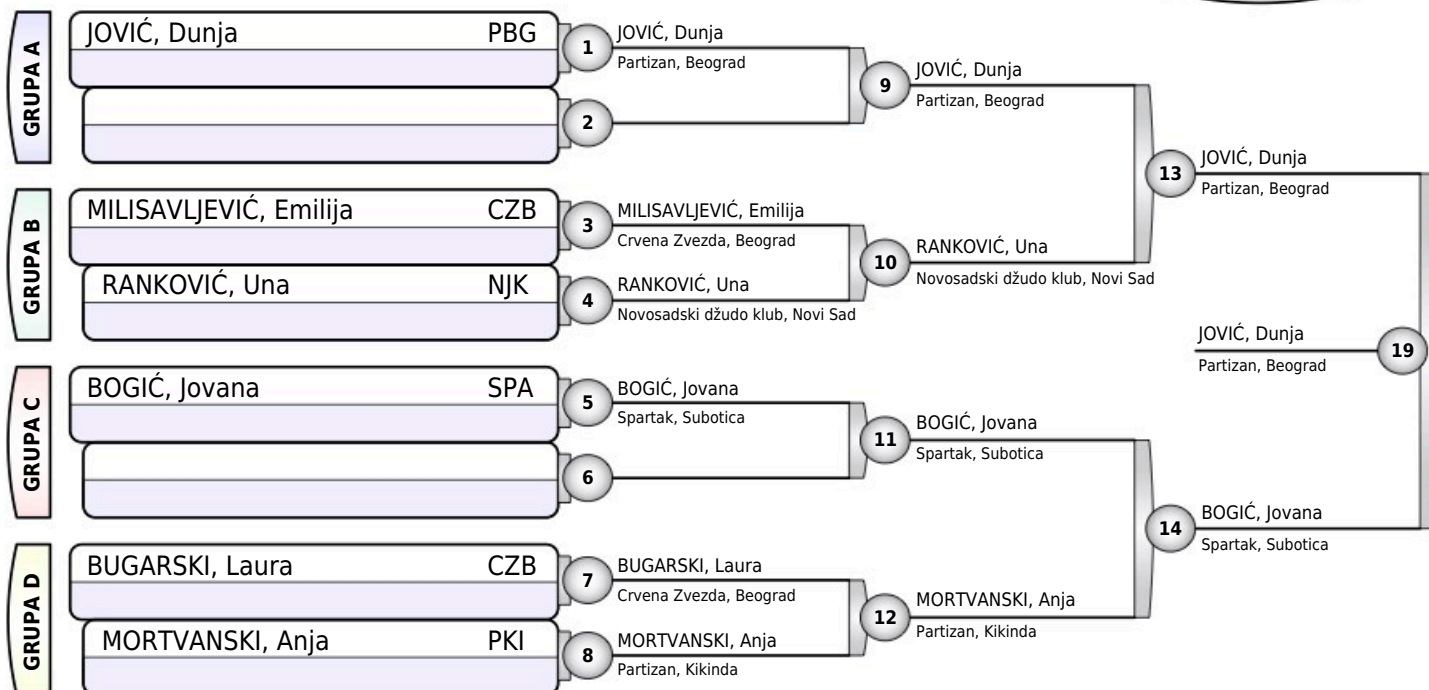 GRUPA A
JOVIĆ, Dunja PBG
1
JOVIĆ, Dunja
Partizan, Beograd
2
9
JOVIĆ, Dunja
Partizan, Beograd
GRUPA B
MILISAVLJEVIĆ, Emilija CZB
RANKOVIĆ, Una NJK
3
MILISAVLJEVIĆ, Emilija
Crvena Zvezda, Beograd
4
RANKOVIĆ, Una
Novosadski džudo klub, Novi Sad
10
RANKOVIĆ, Una
Novosadski džudo klub, Novi Sad
13
JOVIĆ, Dunja
Partizan, Beograd
GRUPA C
BOGIĆ, Jovana SPA
5
BOGIĆ, Jovana
Spartak, Subotica
6
11
BOGIĆ, Jovana
Spartak, Subotica
GRUPA D
BUGARSKI, Laura CZB
MORTVANSKI, Anja PKI
7
BUGARSKI, Laura
Crvena Zvezda, Beograd
8
MORTVANSKI, Anja
Partizan, Kikinda
12
MORTVANSKI, Anja
Partizan, Kikinda
14
BOGIĆ, Jovana
Spartak, Subotica
JOVIĆ, Dunja
Partizan, Beograd
19